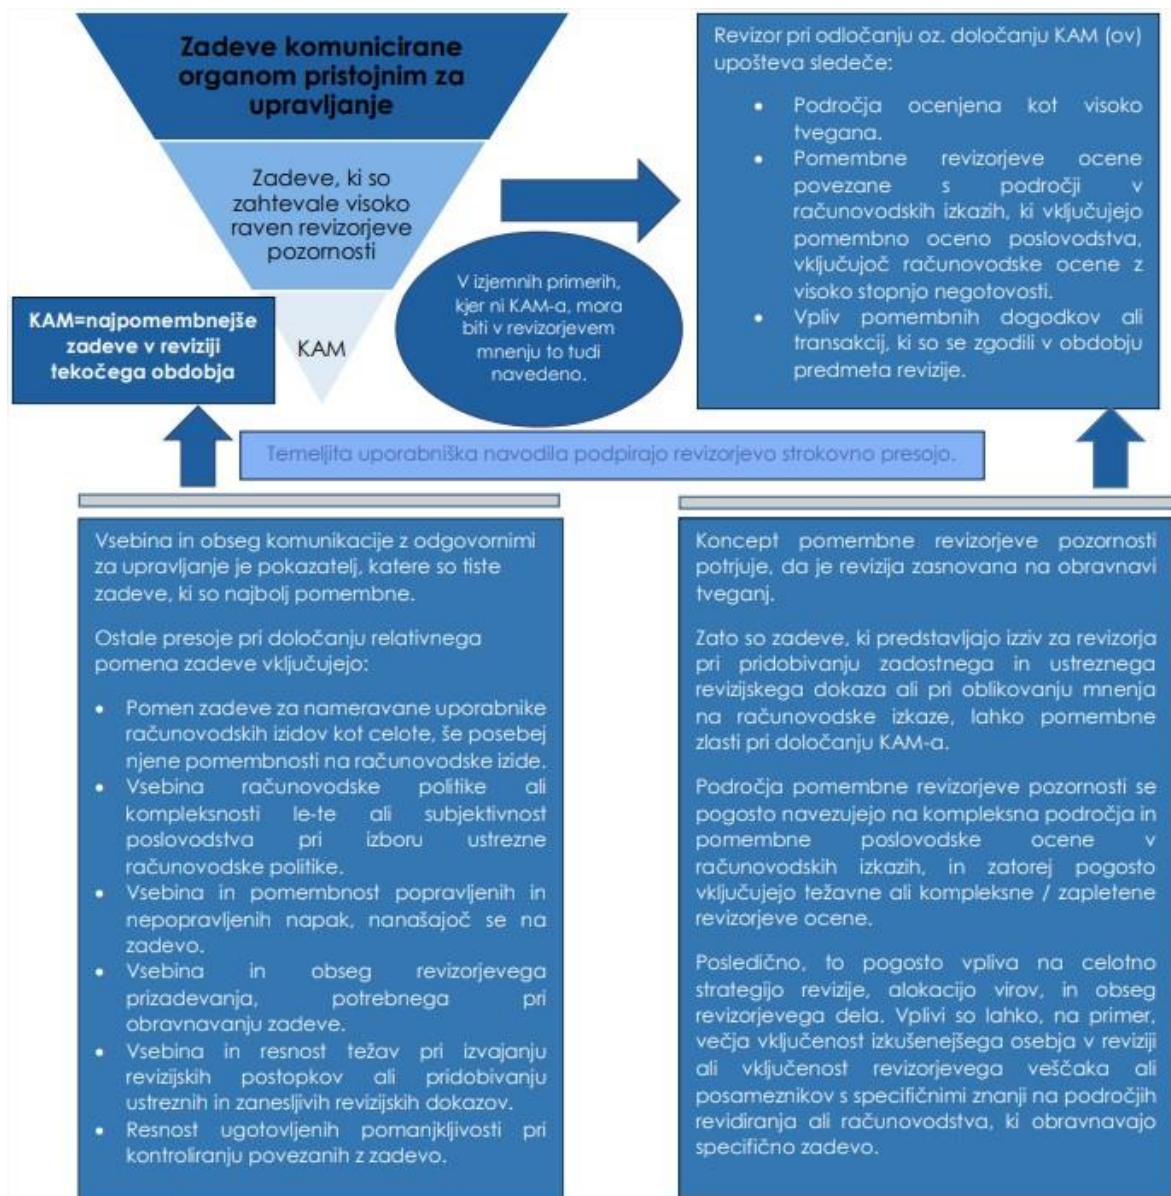 Zadeve komunicirane
organom pristojnim za
upravljanje
Zadeve, ki so
zahtevale visoko
raven revizorjeve
pozornosti
KAM
KAM=najpomembnejše
zadeve v reviziji
tekočega obdobja
V izjemnih primerih,
kjer ni KAM-a, mora
biti v revizorjevem
mnenju to tudi
navedeno.
Revizor pri odločanju oz. določanju KAM (ov)
upošteva sledeče:
• Področja ocenjena kot visoko
tvegana.
• Pomembne revizorjeve ocene
povezane s področji v
računovodskih izkazih, ki vključujejo
pomembno oceno poslovodstva,
vključujoč računovodske ocene z
visoko stopnjo negotovosti.
• Vpliv pomembnih dogodkov ali
transakcij, ki so se zgodili v obdobju
predmeta revizije.
Temeljita uporabniška navodila podpirajo revizorjevo strokovno presojo.
Vsebina in obseg komunikacije z odgovornimi
za upravljanje je pokazatelj, katere so tiste
zadeve, ki so najbolj pomembne.
Ostale presoje pri določanju relativnega
pomena zadeve vključujejo:
• Pomen zadeve za nameravane uporabnike
računovodskih izidov kot celote, še posebej
njene pomembnosti na računovodske izide.
• Vsebina računovodske politike ali
kompleksnosti le-te ali subjektivnost
poslovodstva pri izboru ustrezne
računovodske politike.
• Vsebina in pomembnost popravljenih in
nepopravljenih napak, nanašajoč se na
zadevo.
• Vsebina in obseg revizorjevega
prizadevanja, potrebnega pri
obravnavanju zadeve.
• Vsebina in resnost težav pri izvajanju
revizijskih postopkov ali pridobivanju
ustreznih in zanesljivih revizijskih dokazov.
• Resnost ugotovljenih pomanjkljivosti pri
kontroliranju povezanih z zadevo.
Koncept pomembne revizorjeve pozornosti
potrjuje, da je revizija zasnovana na obravnavi
tveganj.
Zato so zadeve, ki predstavljajo izziv za revizorja
pri pridobivanju zadostnega in ustreznega
revizijskega dokaza ali pri oblikovanju mnenja
na računovodske izkaze, lahko pomembne
zlasti pri določanju KAM-a.
Področja pomembne revizorjeve pozornosti se
pogosto navezujejo na kompleksna področja in
pomembne poslovodske ocene v
računovodskih izkazih, in zatorej pogosto
vključujejo težavne ali kompleksne / zapletene
revizorjeve ocene.
Posledično, to pogosto vpliva na celotno
strategijo revizije, alokacijo virov, in obseg
revizorjevega dela. Vplivi so lahko, na primer,
večja vključenost izkušenejšega osebja v reviziji
ali vključenost revizorjevega veščaka ali
posameznikov s specifičnimi znanji na področjih
revidiranja ali računovodstva, ki obravnavajo
specifično zadevo.